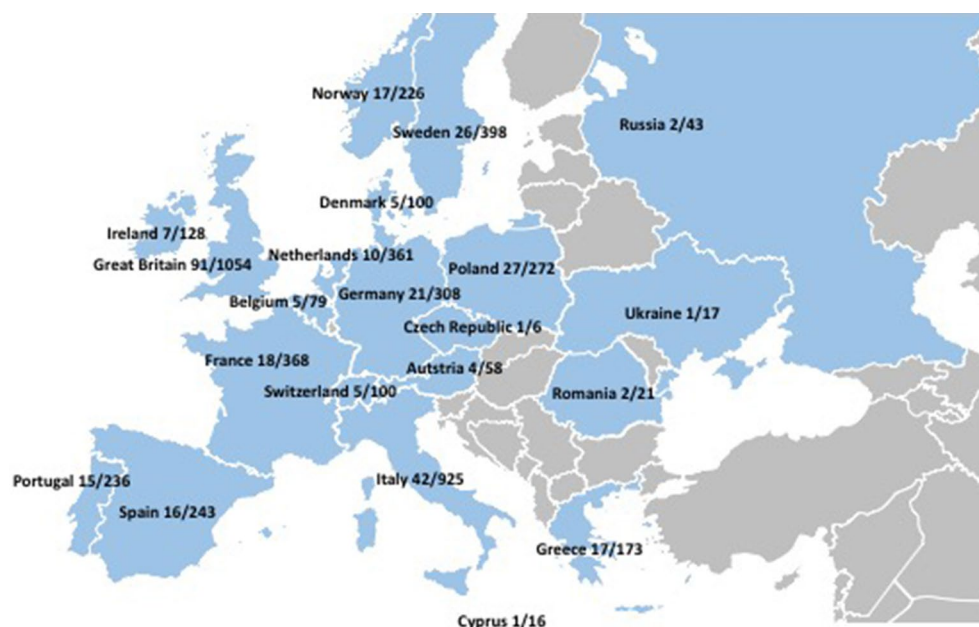 Norway 17/226
Sweden 26/398
Russia 2/43
Denmark 5/100
Ireland 7/128
Great Britain 91/1054
Netherlands 10/361
Poland 27/272
Belgium 5/79
Germany 21/308
Ukraine 1/17
Czech Republic 1/6
France 18/368
Autstria 4/58
Switzerland 5/100
Romania 2/21
Portugal 15/236
Italy 42/925
Spain 16/243
Greece 17/173
Cyprus 1/16